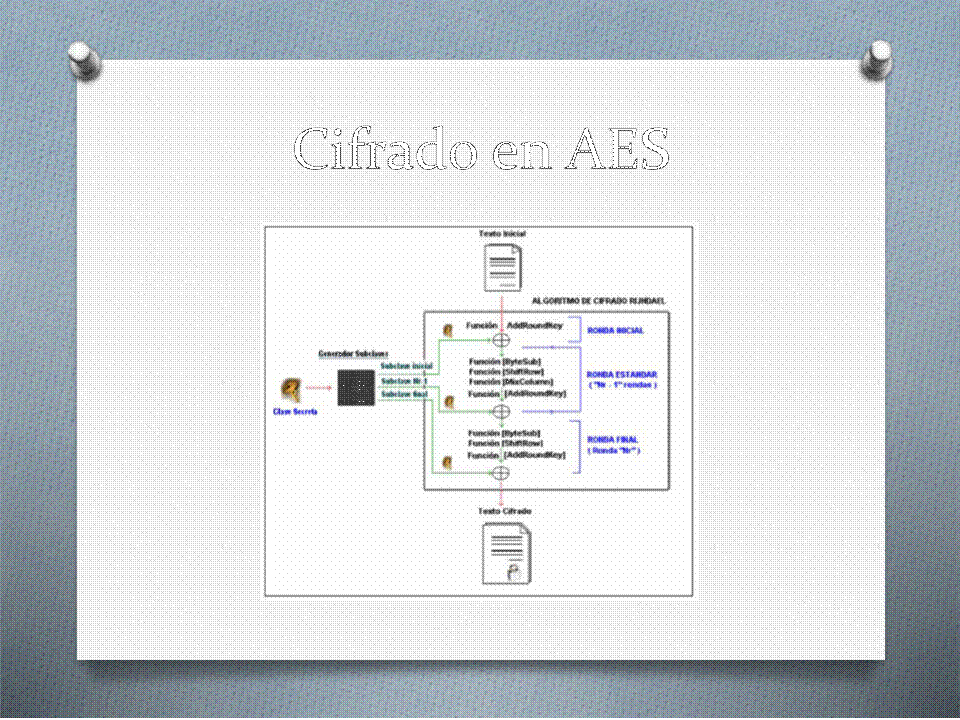 Cifrado en AES
Texto Inicial
ALGORITMO DE CIFRADO RIJNDAEL
Función AddRoundKey
RONDA INICIAL
Generador Subclaves
Subclave inicial
Subclave Nr-1
Subclave final
Clave Secreta
Función [ByteSub]
Función [ShiftRow]
Función [MixColumn]
Función [AddRoundKey]
RONDA ESTANDAR
( "Nr - 1" rondas )
Función [ByteSub]
Función [ShiftRow]
Función [AddRoundKey]
RONDA FINAL
( Ronda "Nr" )
Texto Cifrado